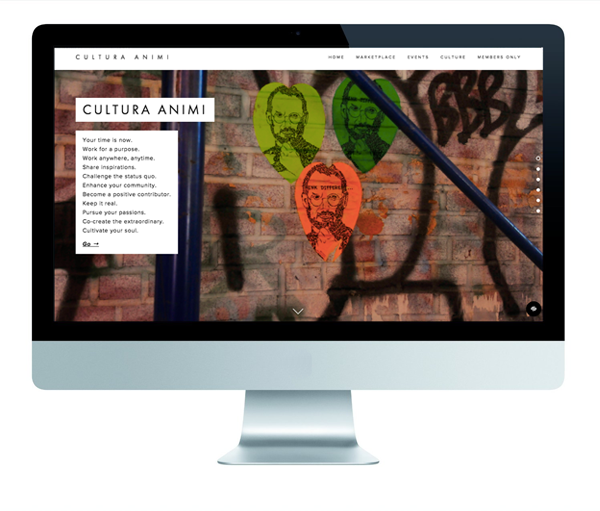 CULTURA ANIMI
HOME MARKETPLACE EVENTS CULTURE MEMBERS ONLY
CULTURA ANIMI
Your time is now.
Work for a purpose.
Work anywhere, anytime.
Share inspirations.
Challenge the status quo.
Enhance your community.
Become a positive contributor.
Keep it real.
Pursue your passions.
Co-create the extraordinary.
Cultivate your soul.
Go →
BBB